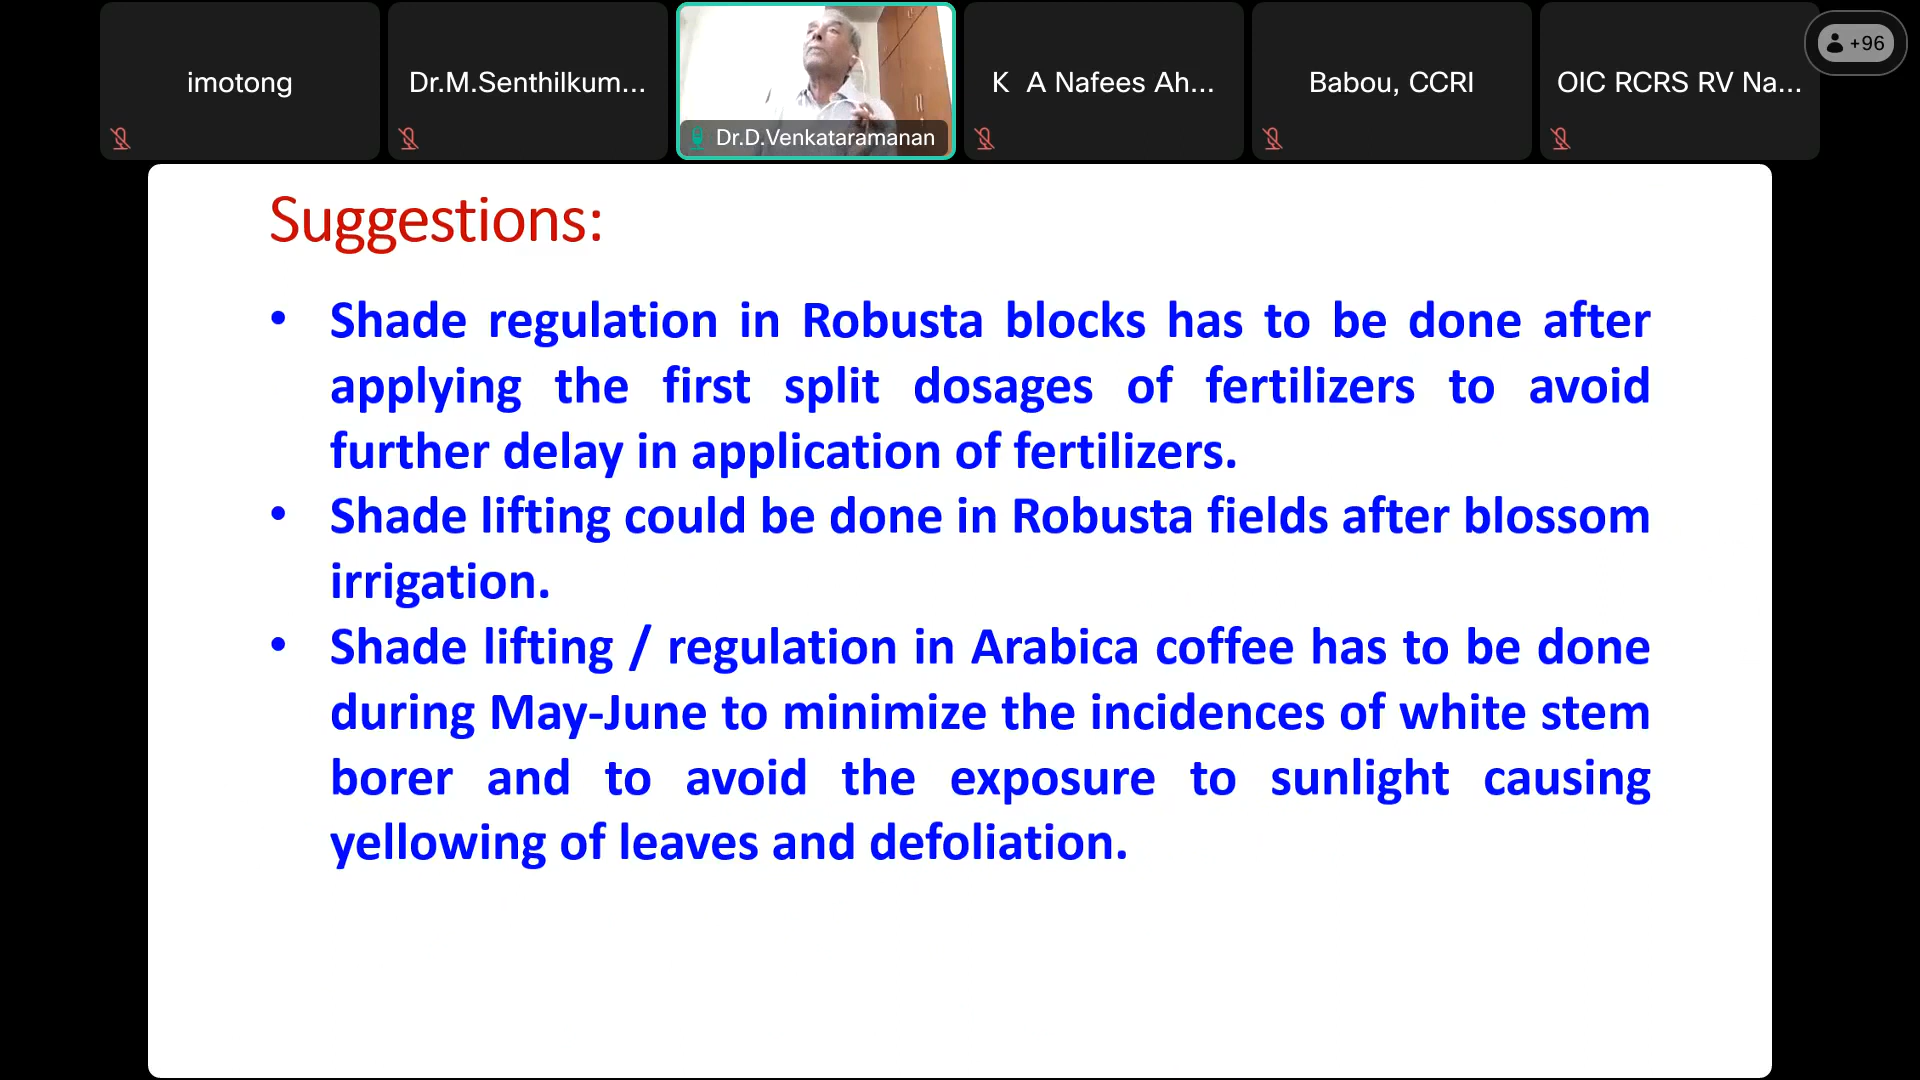 imotong
Dr.M.Senthilkum...
Dr.D.Venkataramanan
K A Nafees Ah...
Babou, CCRI
OIC RCRS RV Na...
+96
Suggestions:
• Shade regulation in Robusta blocks has to be done after
applying the first split dosages of fertilizers to avoid
further delay in application of fertilizers.
• Shade lifting could be done in Robusta fields after blossom
irrigation.
• Shade lifting / regulation in Arabica coffee has to be done
during May-June to minimize the incidences of white stem
borer and to avoid the exposure to sunlight causing
yellowing of leaves and defoliation.